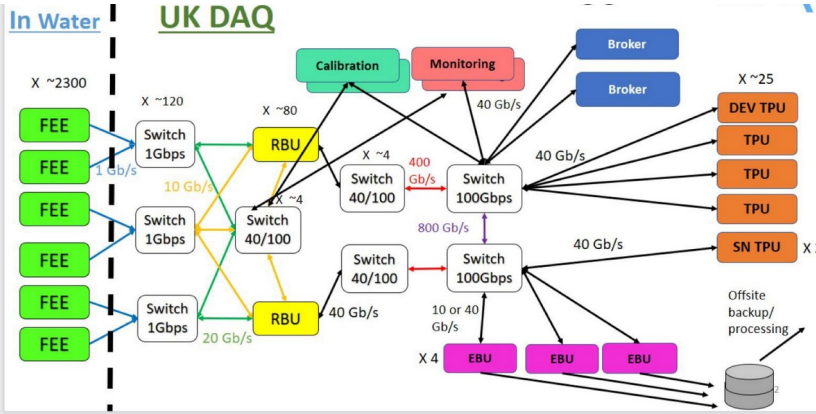 In Water
UK DAQ
X ~2300
X ~120
X ~80
X ~25
Calibration
Monitoring
Broker
Broker
FEE
FEE
FEE
FEE
FEE
FEE
1 Gb/s
Switch
1Gbps
Switch
1Gbps
Switch
1Gbps
10 Gb/s
20 Gb/s
RBU
RBU
X ~4
Switch
40/100
X ~4
Switch
40/100
Switch
40/100
40 Gb/s
400
Gb/s
40 Gb/s
Switch
100Gbps
800 Gb/s
Switch
100Gbps
40 Gb/s
DEV TPU
TPU
TPU
TPU
40 Gb/s
SN TPU
X
10 or 40
Gb/s
X 4
EBU
EBU
EBU
Offsite
backup/
processing
2